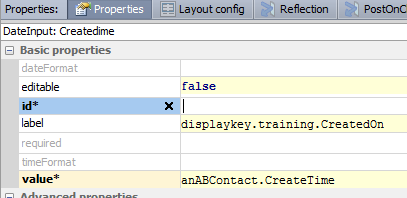 Properties: Properties Layout config Reflection PostOnC
DateInput: Createdime
Basic properties
dateFormat
editable false
id*
label displaykey.training.CreatedOn
required
timeFormat
value* anABContact.CreateTime
Advanced properties